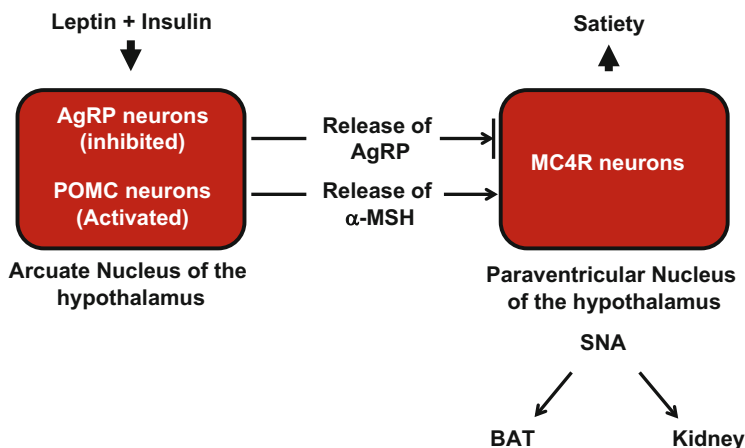 Leptin + Insulin
Satiety
AgRP neurons
(inhibited)
POMC neurons
(Activated)
Release of
AgRP
Release of
α-MSH
MC4R neurons
Arcuate Nucleus of the
hypothalamus
Paraventricular Nucleus
of the hypothalamus
SNA
BAT
Kidney